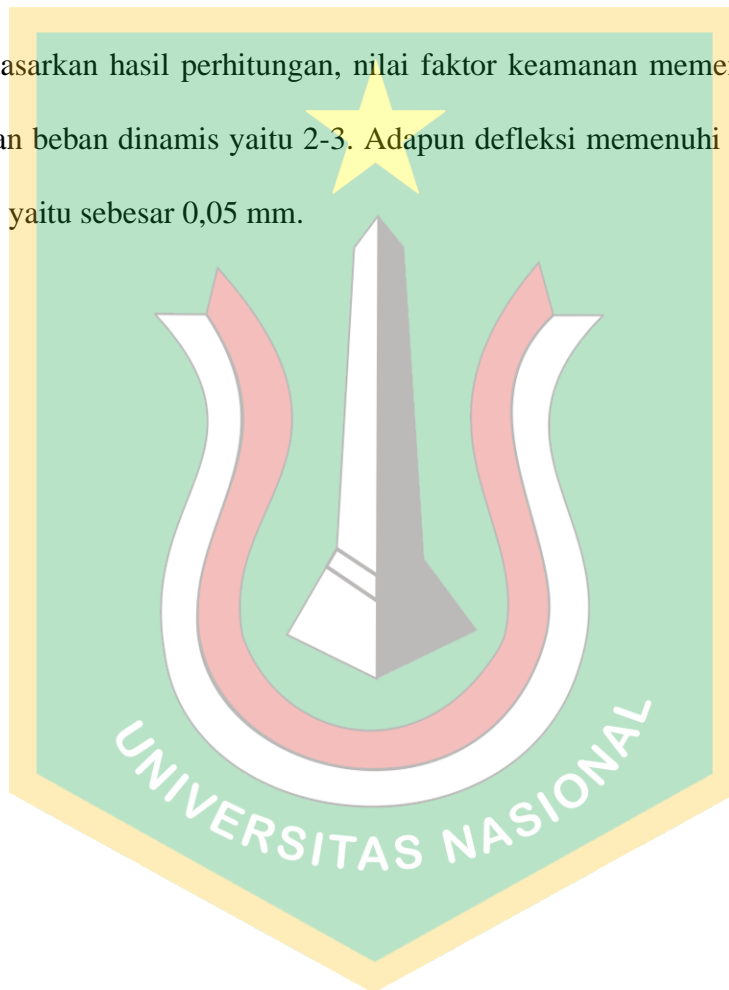 asarkan hasil perhitungan, nilai faktor keamanan meme
an beban dinamis yaitu 2-3. Adapun defleksi memenuhi
yaitu sebesar 0,05 mm.
UNIVERSITAS NASIONAL